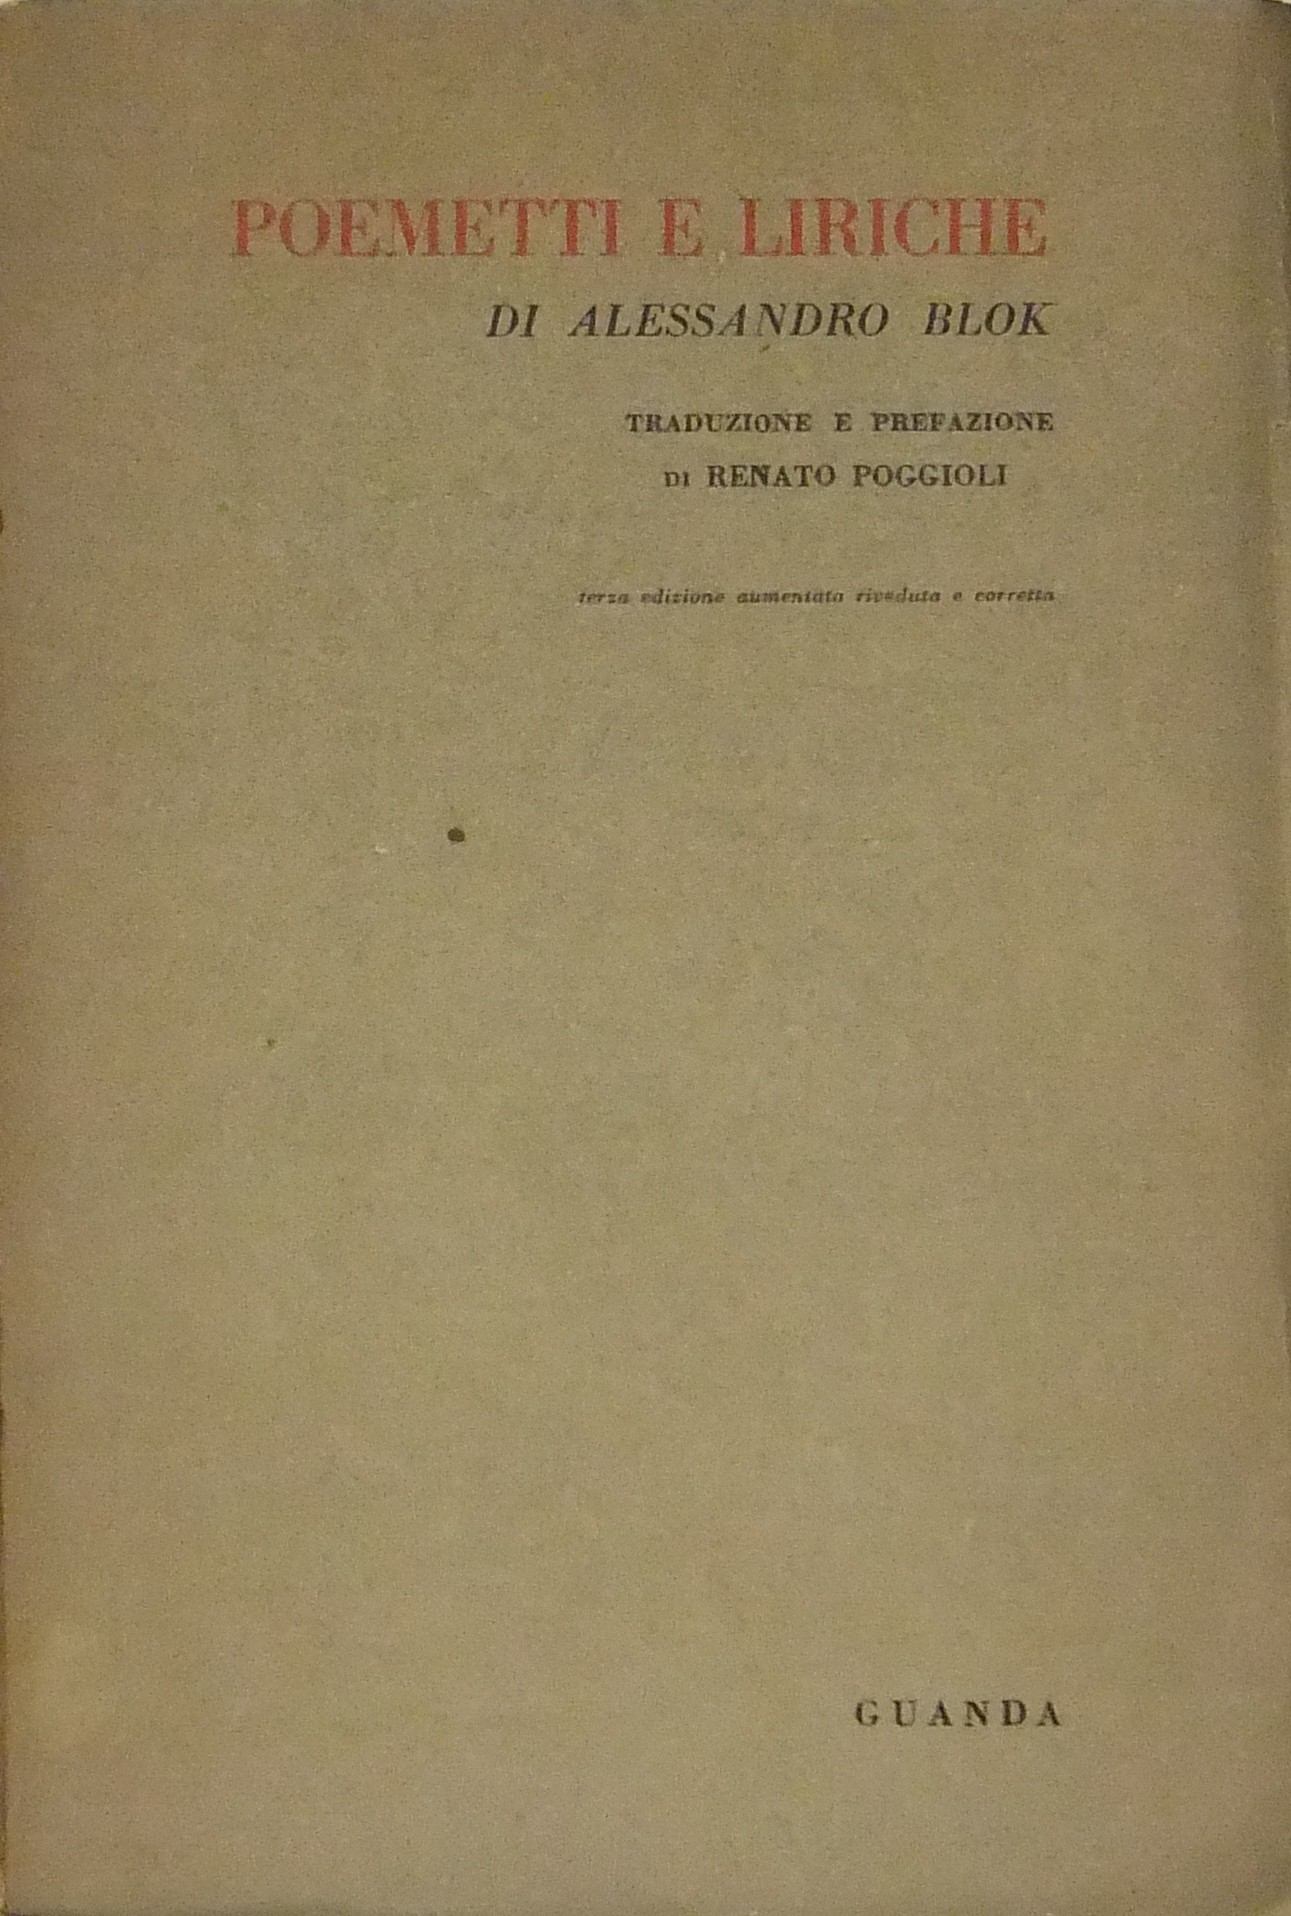 POEMETTI E LIRICHE
DI ALESSANDRO BLOK
TRADUZIONE E PREFAZIONE
DI RENATO POGGIOLI
terza edizione aumentata riveduta e corretta
GUANDA